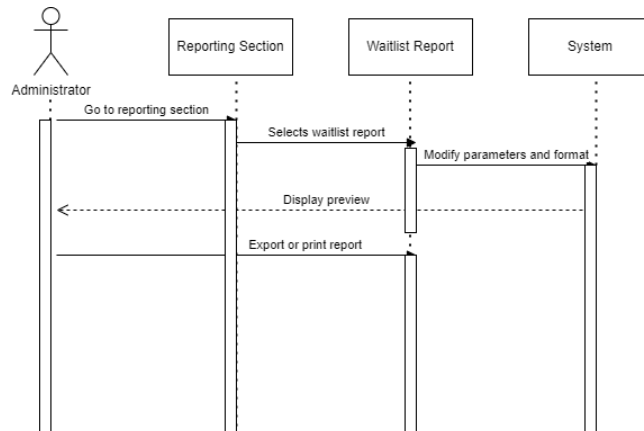 Reporting Section
Waitlist Report
System
Administrator
Go to reporting section
Selects waitlist report
Modify parameters and format
Display preview
Export or print report